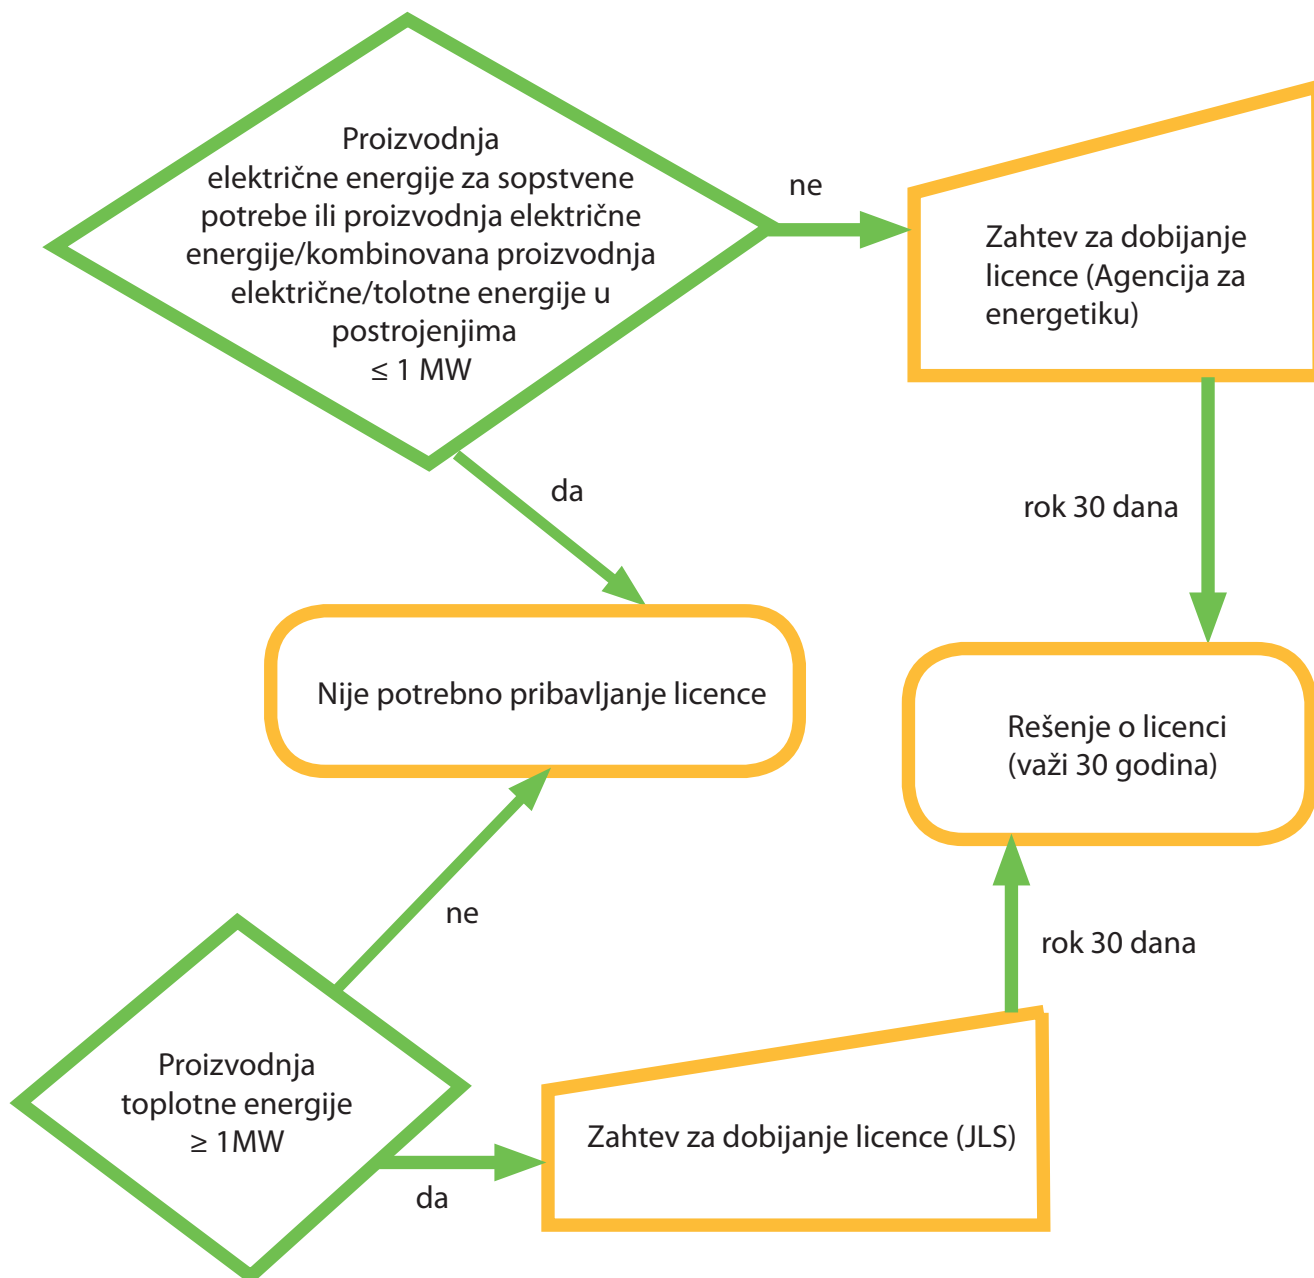 Proizvodnja
električne energije za sopstvene
potrebe ili proizvodnja električne
energije/kombinovana proizvodnja
električne/tolotne energije u
postrojenjima
≤ 1 MW
ne
Zahtev za dobijanje
licence (Agencija za
energetiku)
da
rok 30 dana
Nije potrebno pribavljanje licence
Rešenje o licenci
(važi 30 godina)
ne
rok 30 dana
Proizvodnja
toplotne energije
≥ 1MW
da
Zahtev za dobijanje licence (JLS)